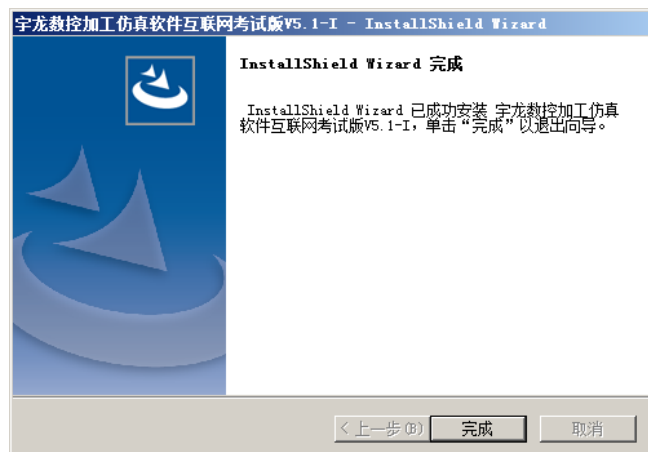 宇龙数控加工仿真软件互联网考试版V5.1-I - InstallShield Wizard
InstallShield Wizard 完成
InstallShield Wizard 已成功安装 宇龙数控加工仿真
软件互联网考试版V5.1-I，单击“完成”以退出向导。
< 上一步(B)
完成
取消